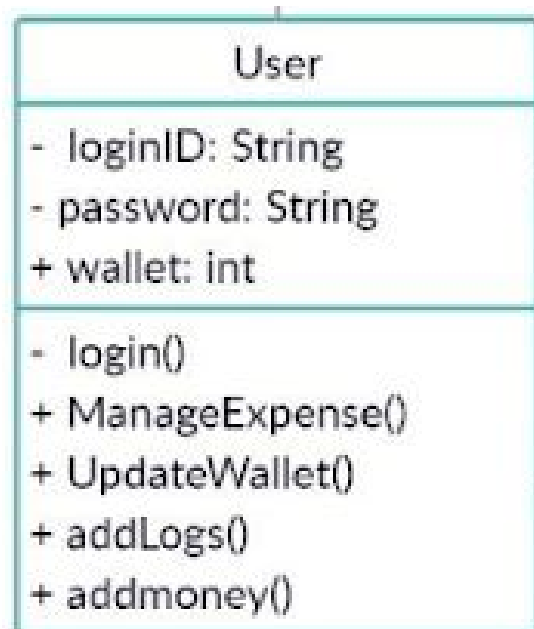 User
- loginID: String
- password: String
+ wallet: int
- login()
+ ManageExpense()
+ UpdateWallet()
+ addLogs()
+ addmoney()